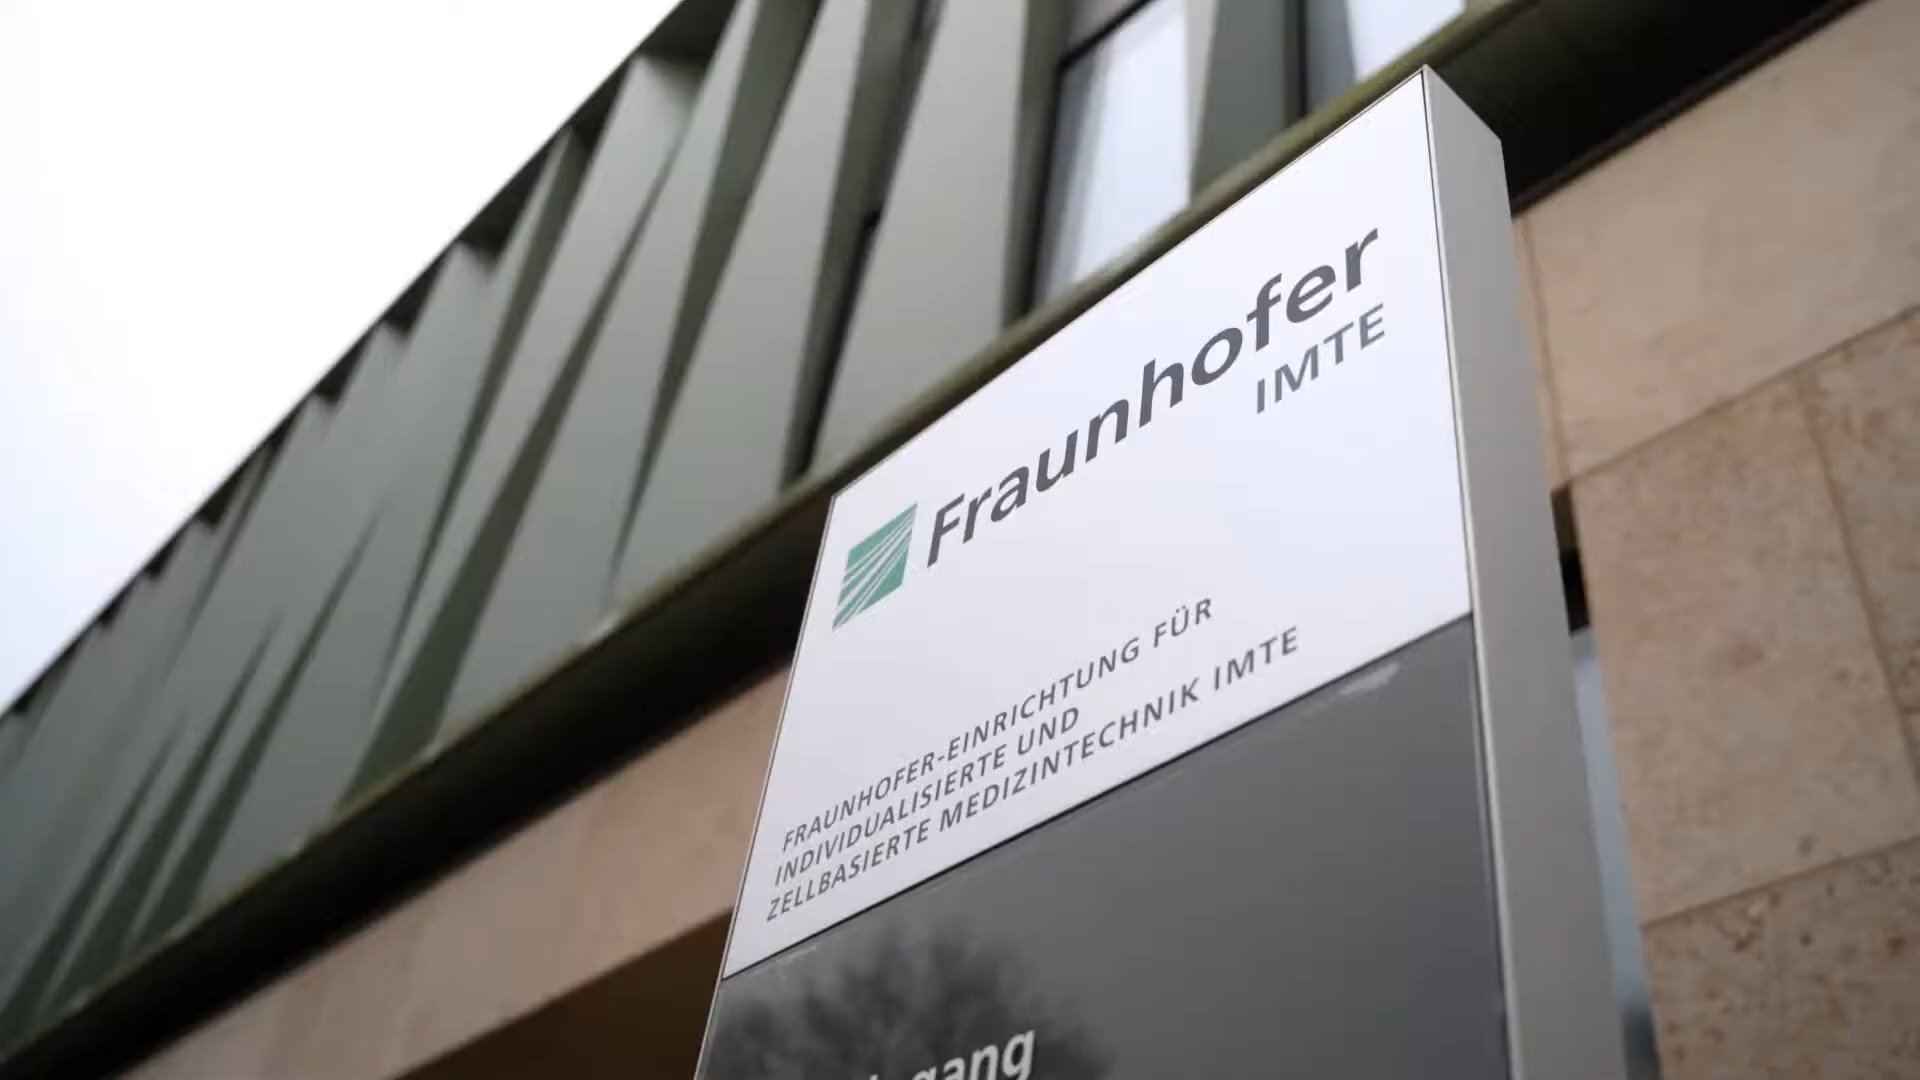 Fraunhofer
IMTE
FRAUNHOFER-EINRICHTUNG FÜR
INDIVIDUALISIERTE UND
ZELLBASIERTE MEDIZINTECHNIK IMTE